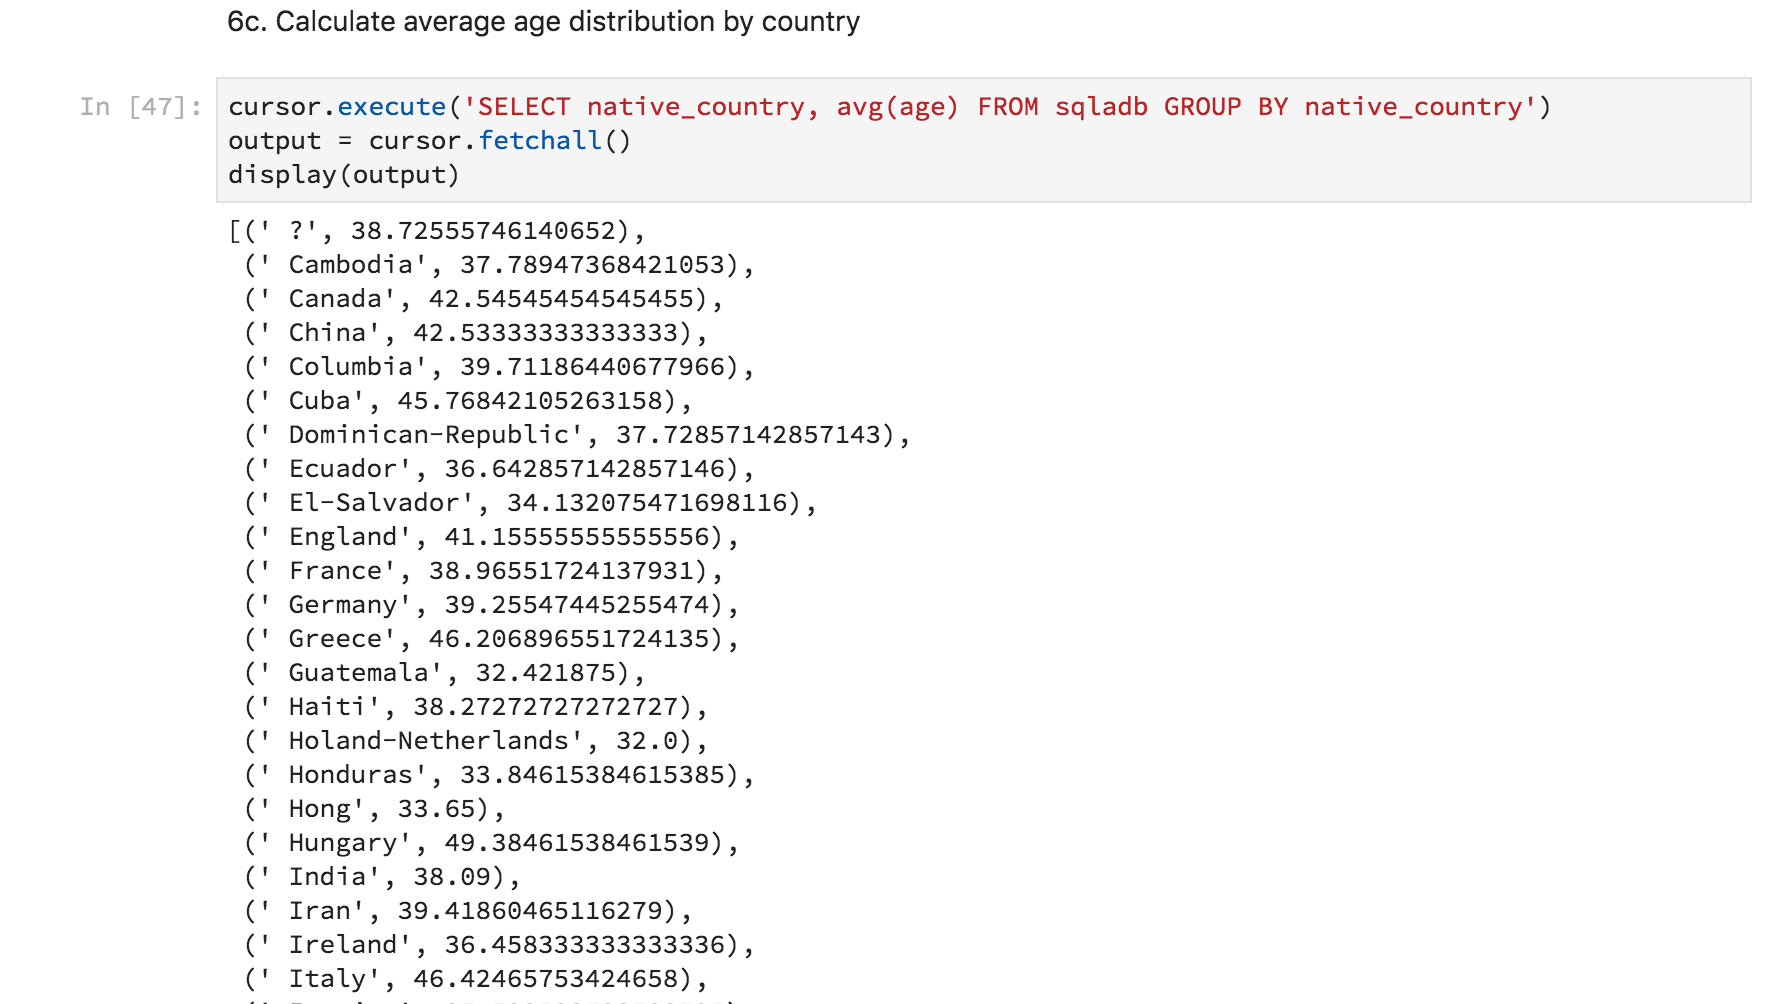 6c. Calculate average age distribution by country
In [47]: cursor.execute('SELECT native_country, avg(age) FROM sqladb GROUP BY native_country')
output = cursor.fetchall()
display(output)
[(' ?', 38.72555746140652),
(' Cambodia', 37.78947368421053),
(' Canada', 42.54545454545455),
(' China', 42.53333333333333),
(' Columbia', 39.71186440677966),
(' Cuba', 45.76842105263158),
(' Dominican-Republic', 37.72857142857143),
(' Ecuador', 36.642857142857146),
(' El-Salvador', 34.132075471698116),
(' England', 41.15555555555556),
(' France', 38.96551724137931),
(' Germany', 39.25547445255474),
(' Greece', 46.206896551724135),
(' Guatemala', 32.421875),
(' Haiti', 38.27272727272727),
(' Holand-Netherlands', 32.0),
(' Honduras', 33.84615384615385),
(' Hong', 33.65),
(' Hungary', 49.38461538461539),
(' India', 38.09),
(' Iran', 39.41860465116279),
(' Ireland', 36.458333333333336),
(' Italy', 46.42465753424658),